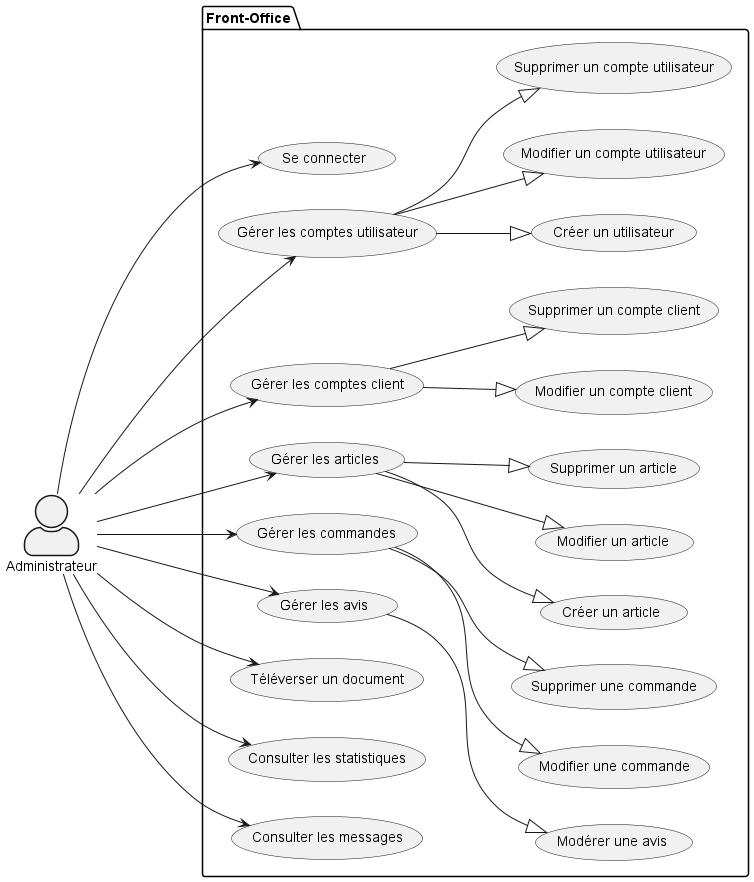 Front-Office
Supprimer un compte utilisateur
Modifier un compte utilisateur
Se connecter
Gérer les comptes utilisateur
Créer un utilisateur
Supprimer un compte client
Gérer les comptes client
Modifier un compte client
Gérer les articles
Supprimer un article
Gérer les commandes
Modifier un article
Administrateur
Gérer les avis
Créer un article
Téléverser un document
Supprimer une commande
Consulter les statistiques
Modifier une commande
Consulter les messages
Modérer une avis